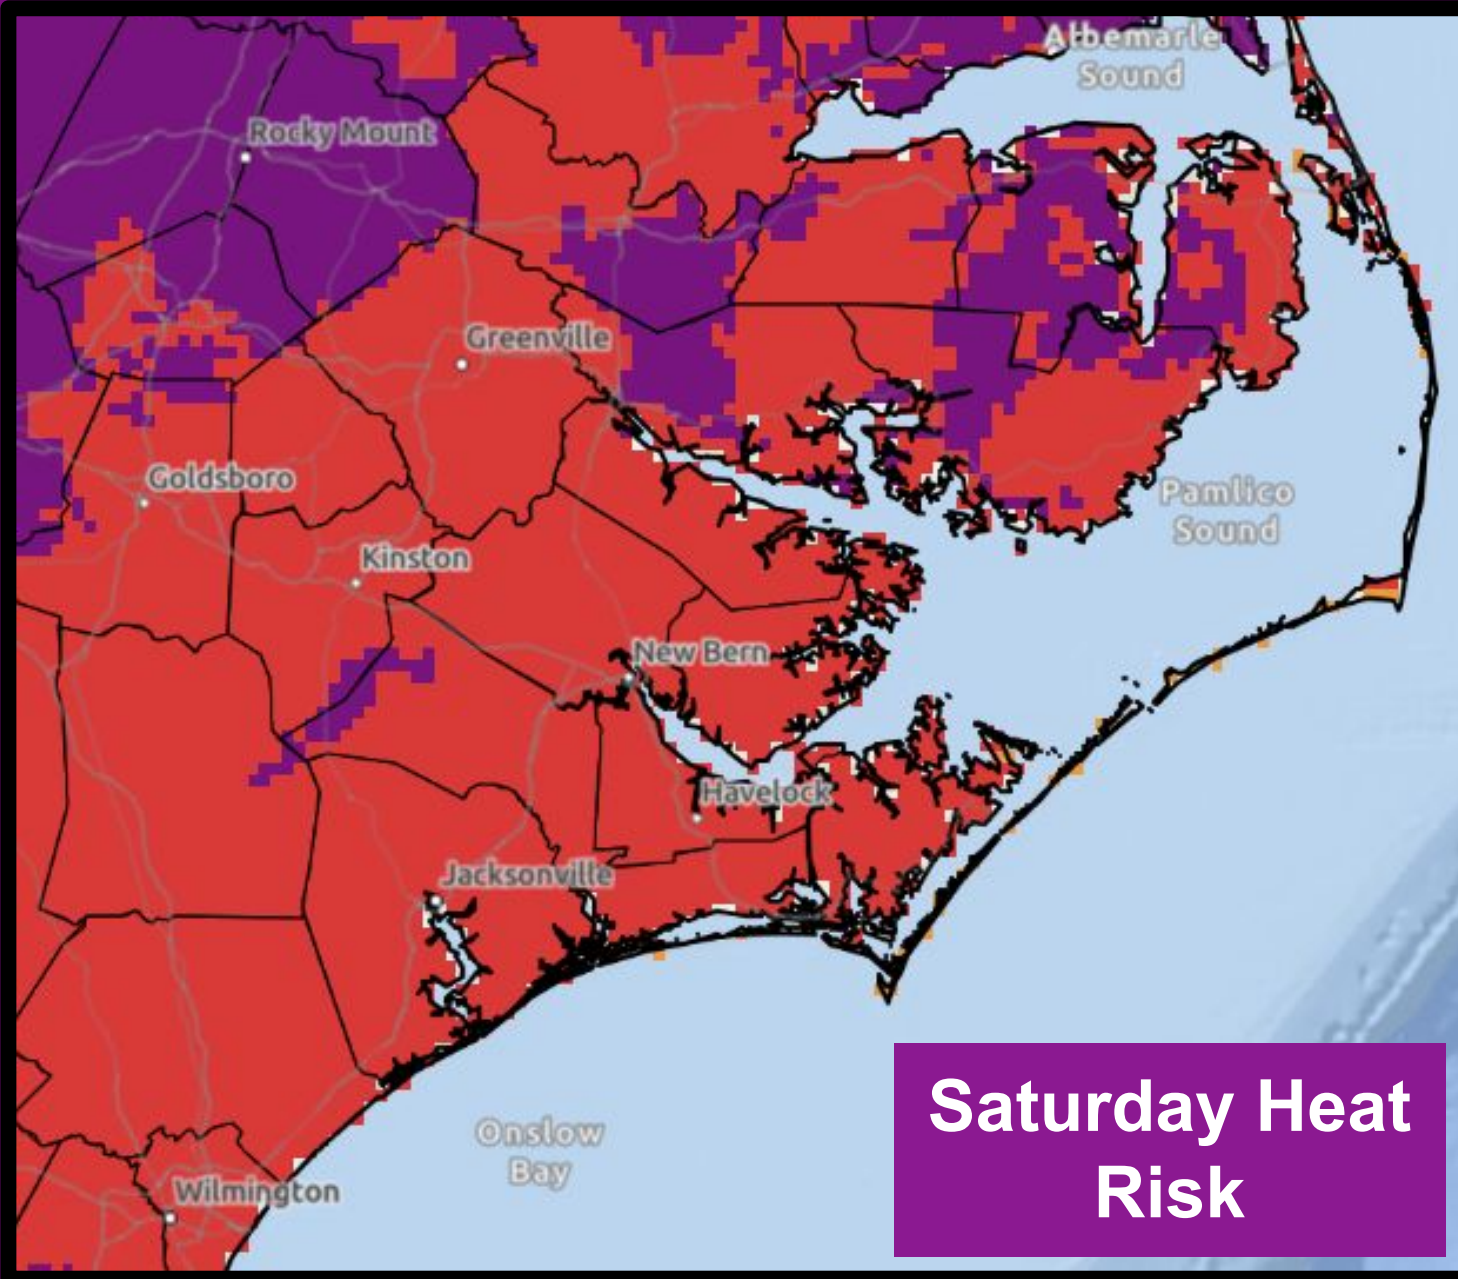 Albemarle
Sound
Rocky Mount
Greenville
Goldsboro
Pamlico
Sound
Kinston
New Bern
Havelock
Jacksonville
Onslow
Bay
Wilmington
Saturday Heat
Risk